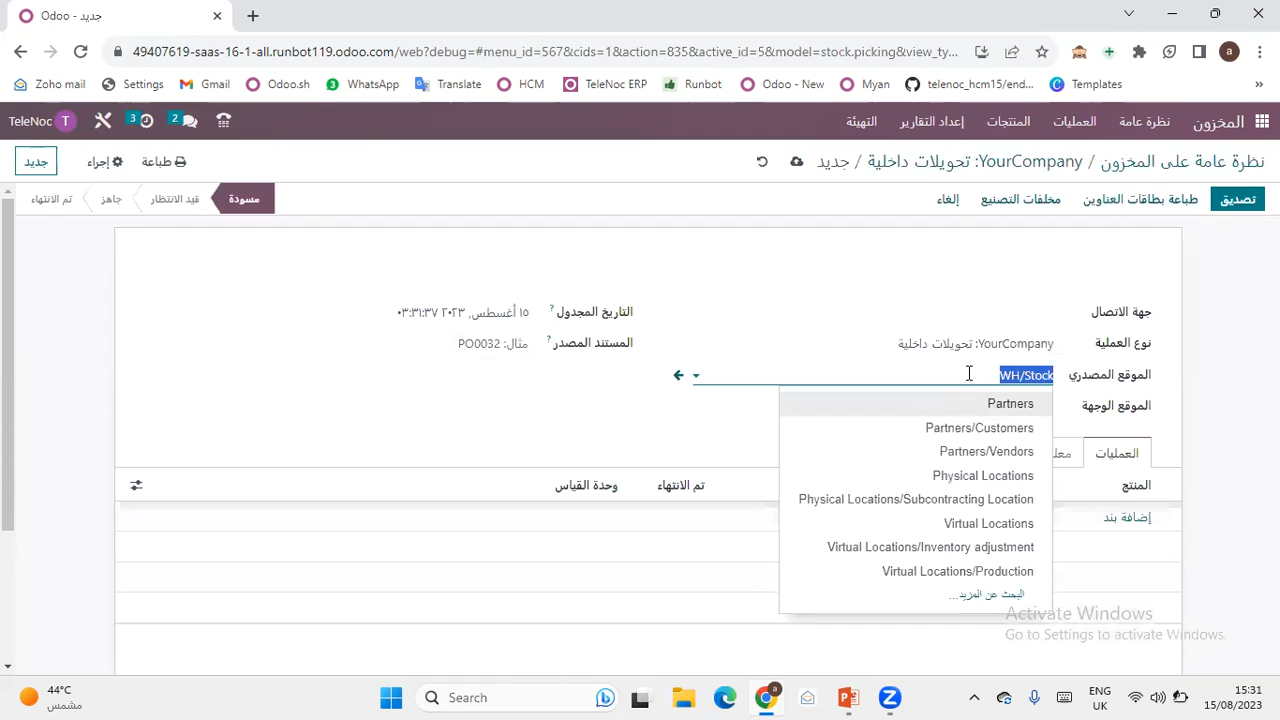 Odoo - جديد
49407619-saas-16-1-all.runbot119.odoo.com/web?debug=#menu_id=567&cids=1&action=835&active_id=5&model=stock.picking&view_ty...
a
Zoho mail
Settings
Gmail
Odoo.sh
WhatsApp
Translate
HCM
TeleNoc ERP
Runbot
Odoo - New
Myan
telenoc_hcm15/end...
Templates
المخزون
نظرة عامة
العمليات
المنتجات
إعداد التقارير
التهيئة
2
3
TeleNoc T
نظرة عامة على المخزون / YourCompany: تحويلات داخلية / جديد
طباعة
إجراء
جديد
تصديق
طباعة بطاقات العناوين
مخلفات التصنيع
إلغاء
مسودة
قيد الانتظار
جاهز
تم الانتهاء
جهة الاتصال
التاريخ المجدول ?
١٥ أغسطس, ٢٠٢٣ ٠٣:٣١:٣٧
نوع العملية
YourCompany: تحويلات داخلية
المستند المصدر ?
مثال: PO0032
الموقع المصدري
WH/Stock
الموقع الوجهة
Partners
Partners/Customers
Partners/Vendors
Physical Locations
Physical Locations/Subcontracting Location
Virtual Locations
Virtual Locations/Inventory adjustment
Virtual Locations/Production
البحث عن المزيد...
العمليات
المنتج
تم الانتهاء
وحدة القياس
إضافة بند
Activate Windows
Go to Settings to activate Windows.
44°C
مشمس
Search
a
ENG
UK
15:31
15/08/2023